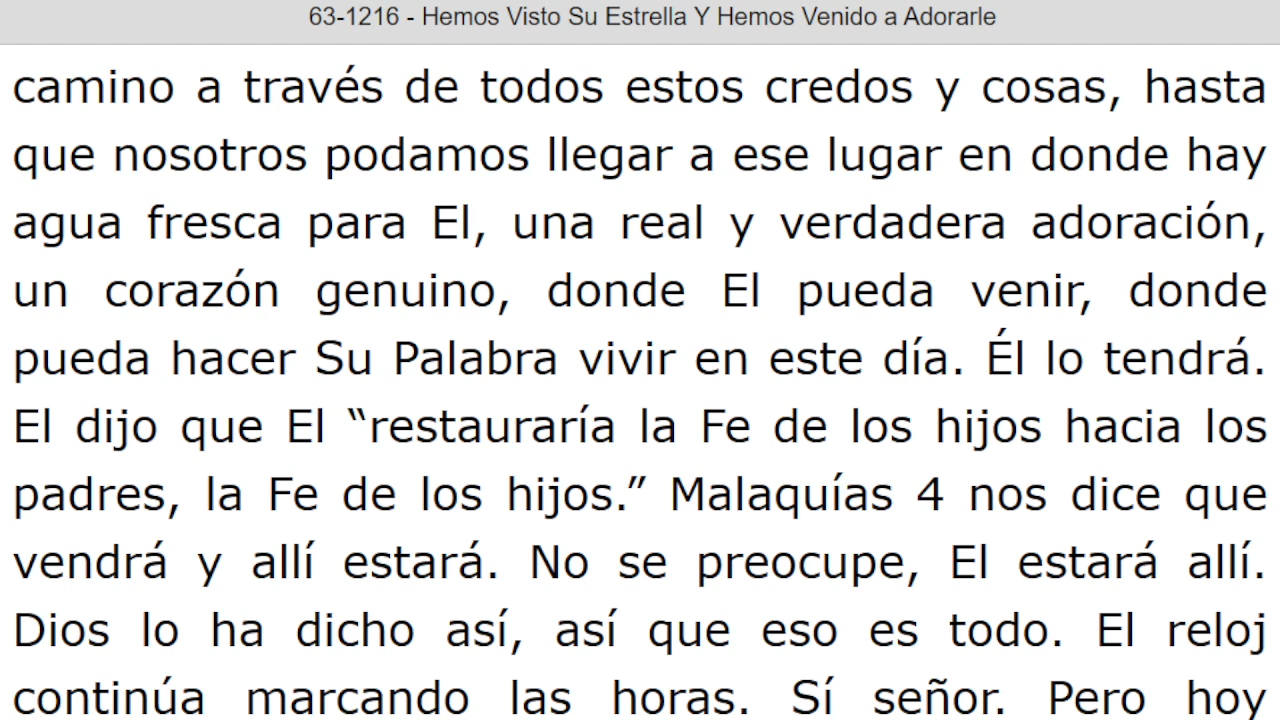 63-1216 - Hemos Visto Su Estrella Y Hemos Venido a Adorarle
camino a través de todos estos credos y cosas, hasta
que nosotros podamos llegar a ese lugar en donde hay
agua fresca para El, una real y verdadera adoración,
un corazón genuino, donde El pueda venir, donde
pueda hacer Su Palabra vivir en este día. Él lo tendrá.
El dijo que El “restauraría la Fe de los hijos hacia los
padres, la Fe de los hijos.” Malaquías 4 nos dice que
vendrá y allí estará. No se preocupe, El estará allí.
Dios lo ha dicho así, así que eso es todo. El reloj
continúa marcando las horas. Sí señor. Pero hoy